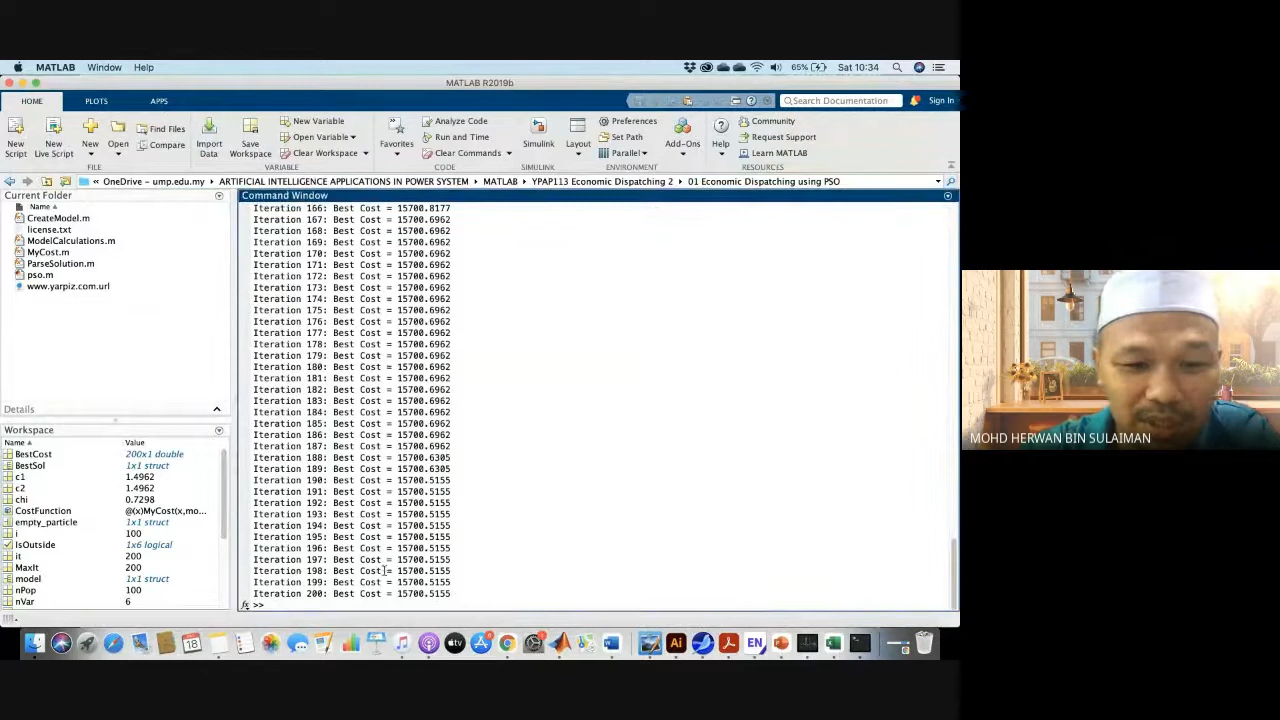 MATLAB Window Help
65% Sat 10:34
MATLAB R2019b
HOME PLOTS APPS
Search Documentation
Sign In
New Script
New Live Script
New
Open
Find Files
Compare
Import Data
Save Workspace
New Variable
Open Variable
Clear Workspace
Favorites
Analyze Code
Run and Time
Clear Commands
Simulink
Layout
Preferences
Set Path
Parallel
Add-Ons
Help
Community
Request Support
Learn MATLAB
FILE VARIABLE CODE SIMULINK ENVIRONMENT RESOURCES
« OneDrive - ump.edu.my ▸ ARTIFICIAL INTELLIGENCE APPLICATIONS IN POWER SYSTEM ▸ MATLAB ▸ YPAP113 Economic Dispatching 2 ▸ 01 Economic Dispatching using PSO
Current Folder
Name
CreateModel.m
license.txt
ModelCalculations.m
MyCost.m
ParseSolution.m
pso.m
www.yarpiz.com.url
Details
Workspace
Name Value
BestCost 200x1 double
BestSol 1x1 struct
c1 1.4962
c2 1.4962
chi 0.7298
CostFunction @(x)MyCost(x,mo...
empty_particle 1x1 struct
i 100
IsOutside 1x6 logical
it 200
MaxIt 200
model 1x1 struct
nPop 100
nVar 6
Command Window
Iteration 166: Best Cost = 15700.8177
Iteration 167: Best Cost = 15700.6962
Iteration 168: Best Cost = 15700.6962
Iteration 169: Best Cost = 15700.6962
Iteration 170: Best Cost = 15700.6962
Iteration 171: Best Cost = 15700.6962
Iteration 172: Best Cost = 15700.6962
Iteration 173: Best Cost = 15700.6962
Iteration 174: Best Cost = 15700.6962
Iteration 175: Best Cost = 15700.6962
Iteration 176: Best Cost = 15700.6962
Iteration 177: Best Cost = 15700.6962
Iteration 178: Best Cost = 15700.6962
Iteration 179: Best Cost = 15700.6962
Iteration 180: Best Cost = 15700.6962
Iteration 181: Best Cost = 15700.6962
Iteration 182: Best Cost = 15700.6962
Iteration 183: Best Cost = 15700.6962
Iteration 184: Best Cost = 15700.6962
Iteration 185: Best Cost = 15700.6962
Iteration 186: Best Cost = 15700.6962
Iteration 187: Best Cost = 15700.6962
Iteration 188: Best Cost = 15700.6305
Iteration 189: Best Cost = 15700.6305
Iteration 190: Best Cost = 15700.5155
Iteration 191: Best Cost = 15700.5155
Iteration 192: Best Cost = 15700.5155
Iteration 193: Best Cost = 15700.5155
Iteration 194: Best Cost = 15700.5155
Iteration 195: Best Cost = 15700.5155
Iteration 196: Best Cost = 15700.5155
Iteration 197: Best Cost = 15700.5155
Iteration 198: Best Cost = 15700.5155
Iteration 199: Best Cost = 15700.5155
Iteration 200: Best Cost = 15700.5155
fx >>
18
tv
Ai
EN
MOHD HERWAN BIN SULAIMAN